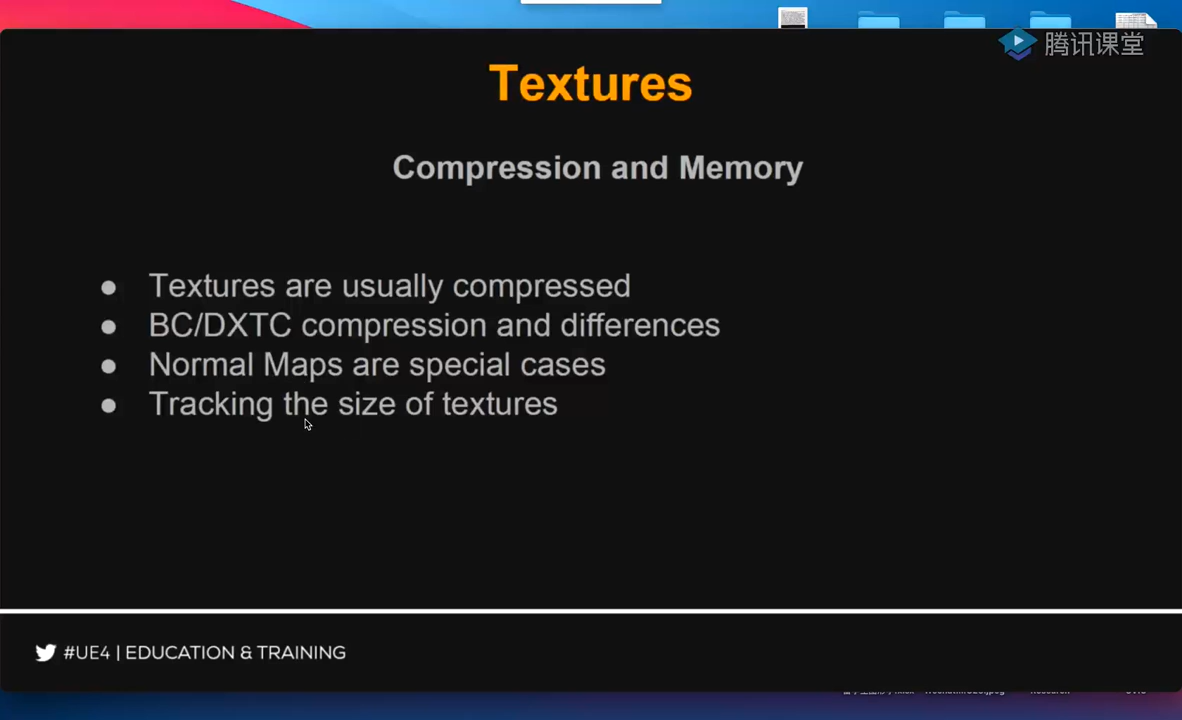 腾讯课堂
Textures
Compression and Memory
Textures are usually compressed
BC/DXTC compression and differences
Normal Maps are special cases
Tracking the size of textures
#UE4 | EDUCATION & TRAINING